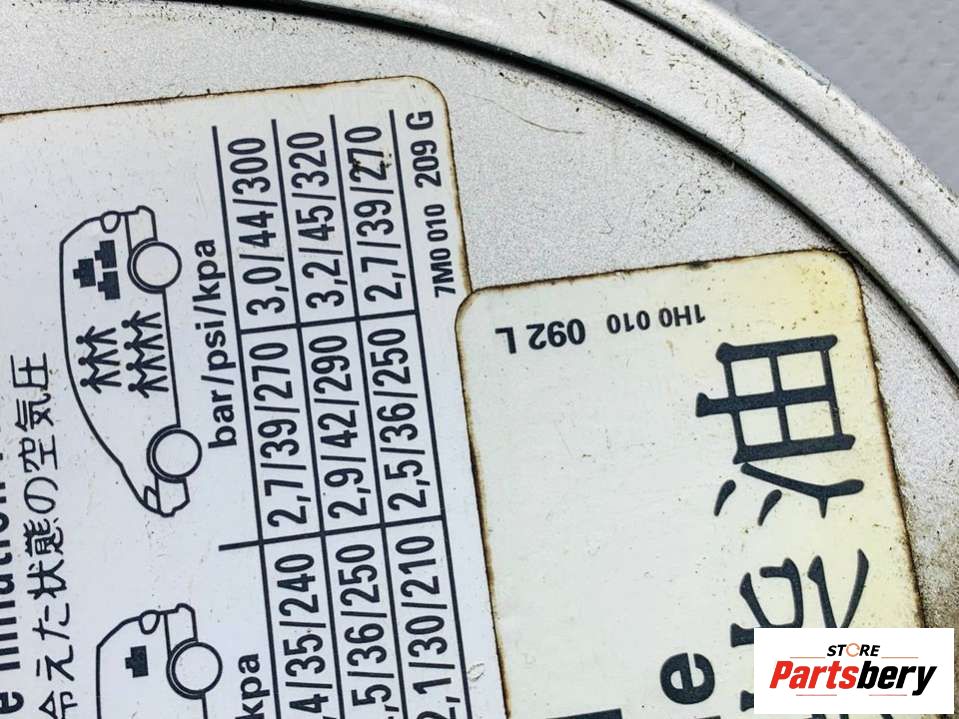 冷えた状態の空気圧
kpa bar/psi/kpa
,4/35/240 2,7/39/270 3,0/44/300
,5/36/250 2,9/42/290 3,2/45/320
2,1/30/210 2,5/36/250 2,7/39/270
7M0 010 209 G
1H0 010 092 L
柴油
STORE
Partsbery